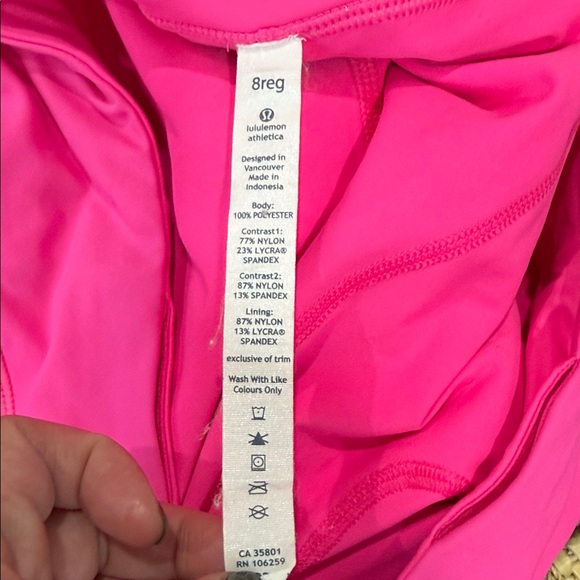 8reg
lululemon
athletica
Designed in
Vancouver
Made in
Indonesia
Body:
100% POLYESTER
Contrast1:
77% NYLON
23% LYCRA®
SPANDEX
Contrast2:
87% NYLON
13% SPANDEX
Lining:
87% NYLON
13% LYCRA®
SPANDEX
exclusive of trim
Wash With Like
Colours Only
CA 35801
RN 106259